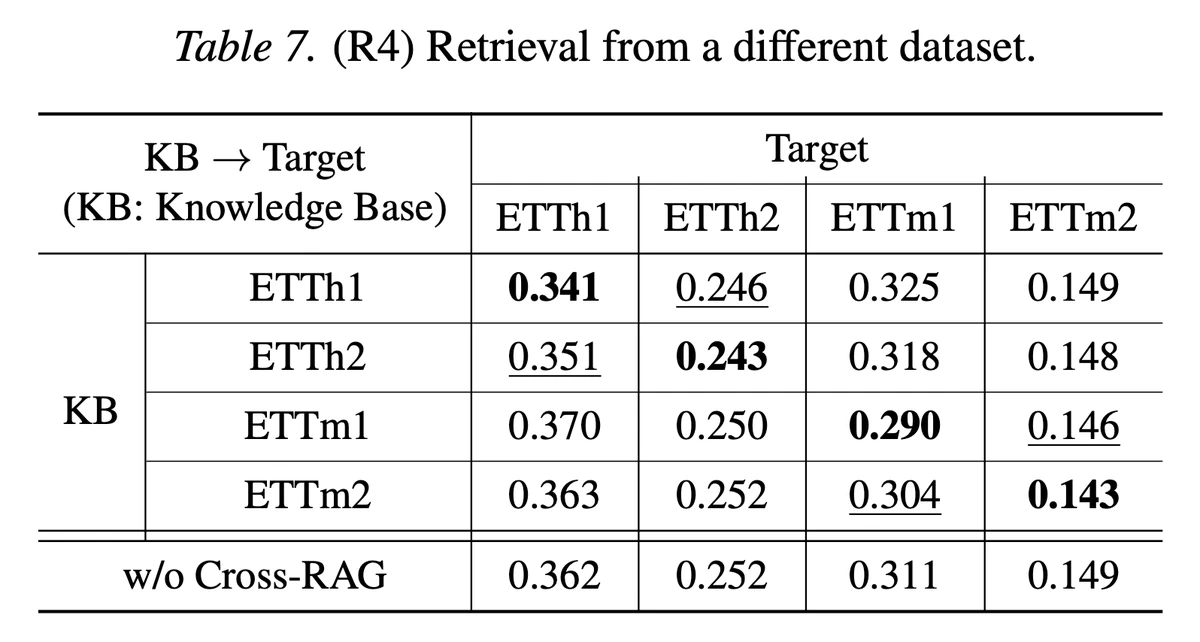 Table 7. (R4) Retrieval from a different dataset.
KB → Target
(KB: Knowledge Base)
Target
ETTh1 ETTh2 ETTm1 ETTm2
KB
ETTh1 0.341 0.246 0.325 0.149
ETTh2 0.351 0.243 0.318 0.148
ETTm1 0.370 0.250 0.290 0.146
ETTm2 0.363 0.252 0.304 0.143
w/o Cross-RAG 0.362 0.252 0.311 0.149